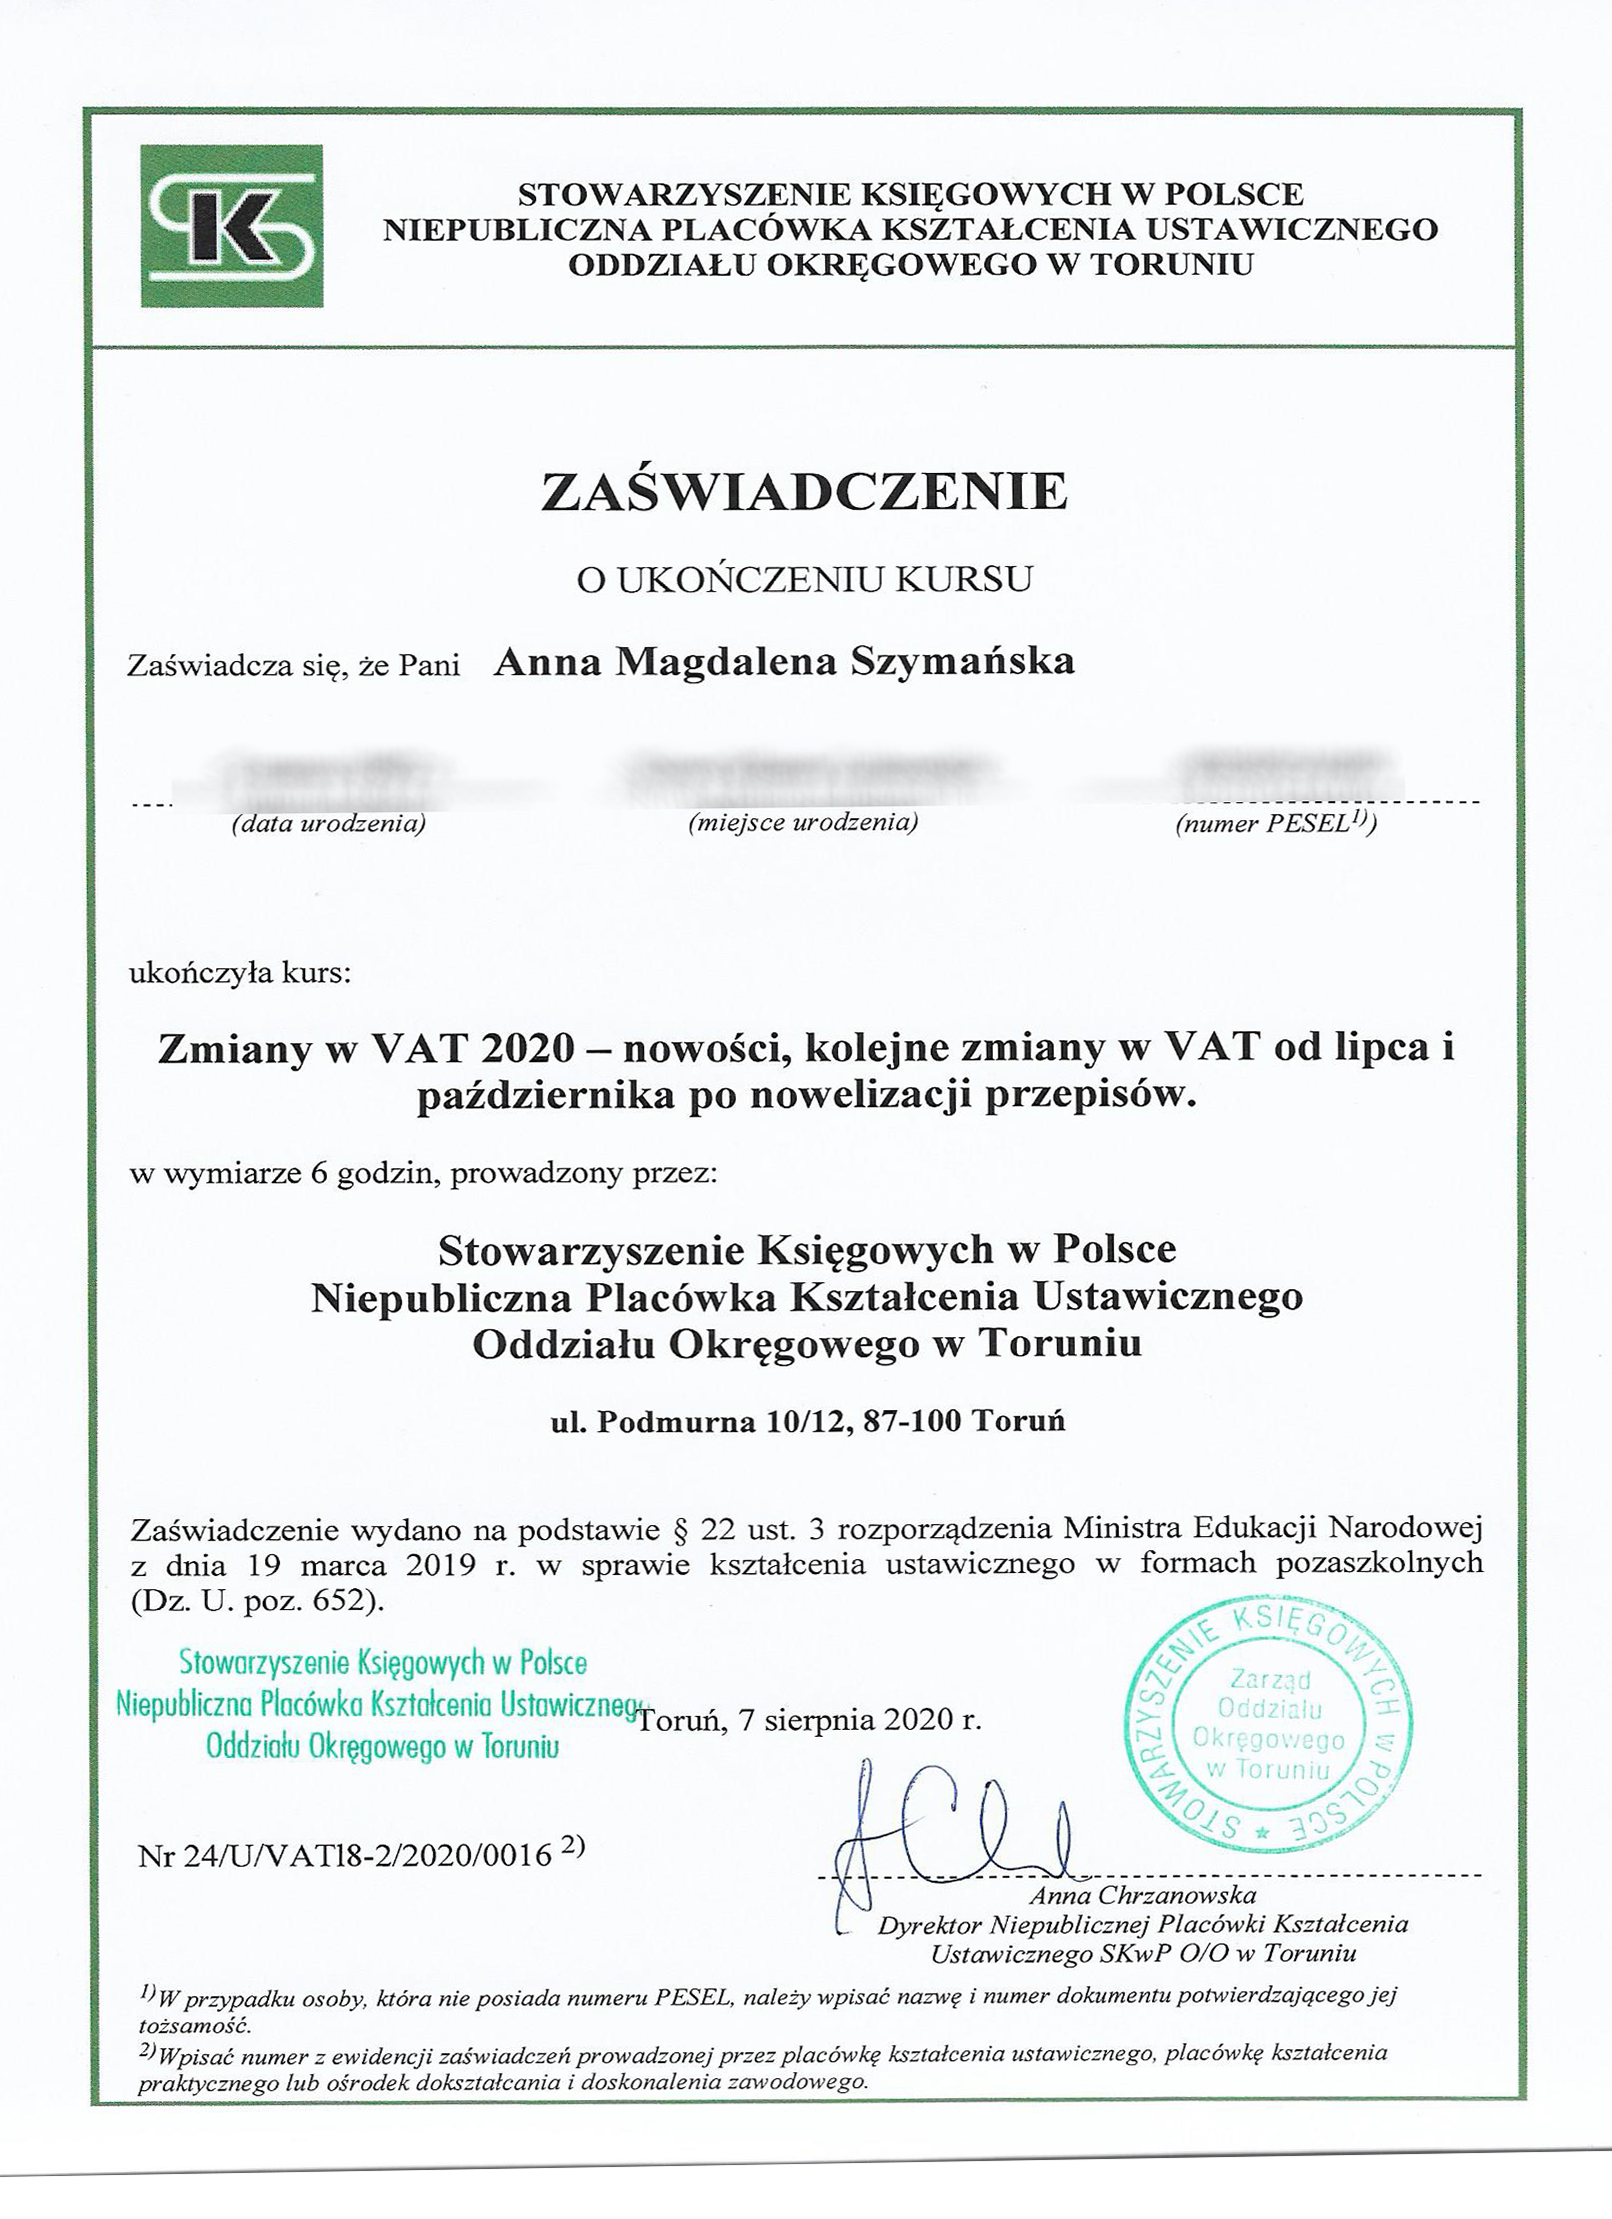 SK
STOWARZYSZENIE KSIĘGOWYCH W POLSCE
NIEPUBLICZNA PLACÓWKA KSZTAŁCENIA USTAWICZNEGO
ODDZIAŁU OKRĘGOWEGO W TORUNIU
ZAŚWIADCZENIE
O UKOŃCZENIU KURSU
Zaświadcza się, że Pani Anna Magdalena Szymańska
(data urodzenia) (miejsce urodzenia) (numer PESEL1))
ukończyła kurs:
Zmiany w VAT 2020 – nowości, kolejne zmiany w VAT od lipca i
października po nowelizacji przepisów.
w wymiarze 6 godzin, prowadzony przez:
Stowarzyszenie Księgowych w Polsce
Niepubliczna Placówka Kształcenia Ustawicznego
Oddziału Okręgowego w Toruniu
ul. Podmurna 10/12, 87-100 Toruń
Zaświadczenie wydano na podstawie § 22 ust. 3 rozporządzenia Ministra Edukacji Narodowej
z dnia 19 marca 2019 r. w sprawie kształcenia ustawicznego w formach pozaszkolnych
(Dz. U. poz. 652).
Stowarzyszenie Księgowych w Polsce
Niepubliczna Placówka Kształcenia Ustawicznego
Oddziału Okręgowego w Toruniu
Toruń, 7 sierpnia 2020 r.
STOWARZYSZENIE KSIĘGOWYCH W POLSCE
Zarząd
Oddziału
Okręgowego
w Toruniu
Nr 24/U/VATl8-2/2020/0016 2)
Anna Chrzanowska
Dyrektor Niepublicznej Placówki Kształcenia
Ustawicznego SKwP O/O w Toruniu
1)W przypadku osoby, która nie posiada numeru PESEL, należy wpisać nazwę i numer dokumentu potwierdzającego jej
tożsamość.
2)Wpisać numer z ewidencji zaświadczeń prowadzonej przez placówkę kształcenia ustawicznego, placówkę kształcenia
praktycznego lub ośrodek dokształcania i doskonalenia zawodowego.